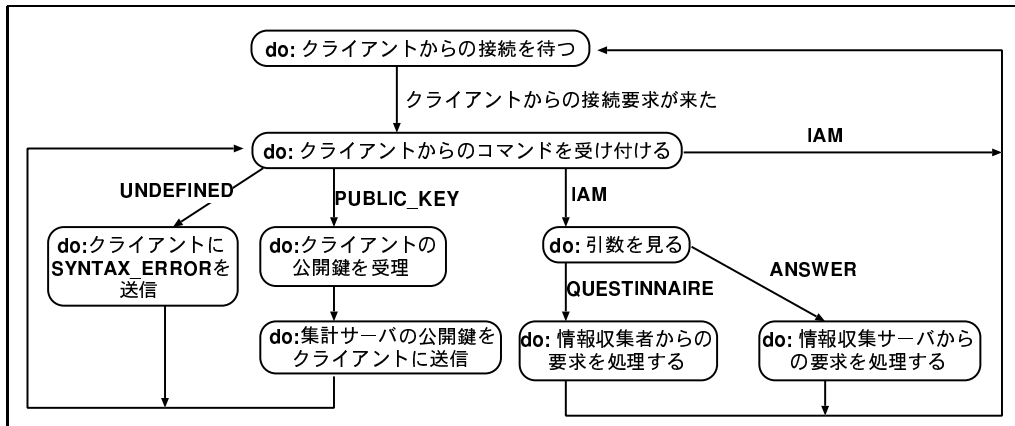 do: クライアントからの接続を待つ
クライアントからの接続要求が来た
do: クライアントからのコマンドを受け付ける
IAM
UNDEFINED
PUBLIC_KEY
IAM
do:クライアントに
SYNTAX_ERRORを
送信
do:クライアントの
公開鍵を受理
do: 引数を見る
QUESTINNAIRE
ANSWER
do:集計サーバの公開鍵を
クライアントに送信
do: 情報収集者からの
要求を処理する
do: 情報収集サーバから
の要求を処理する